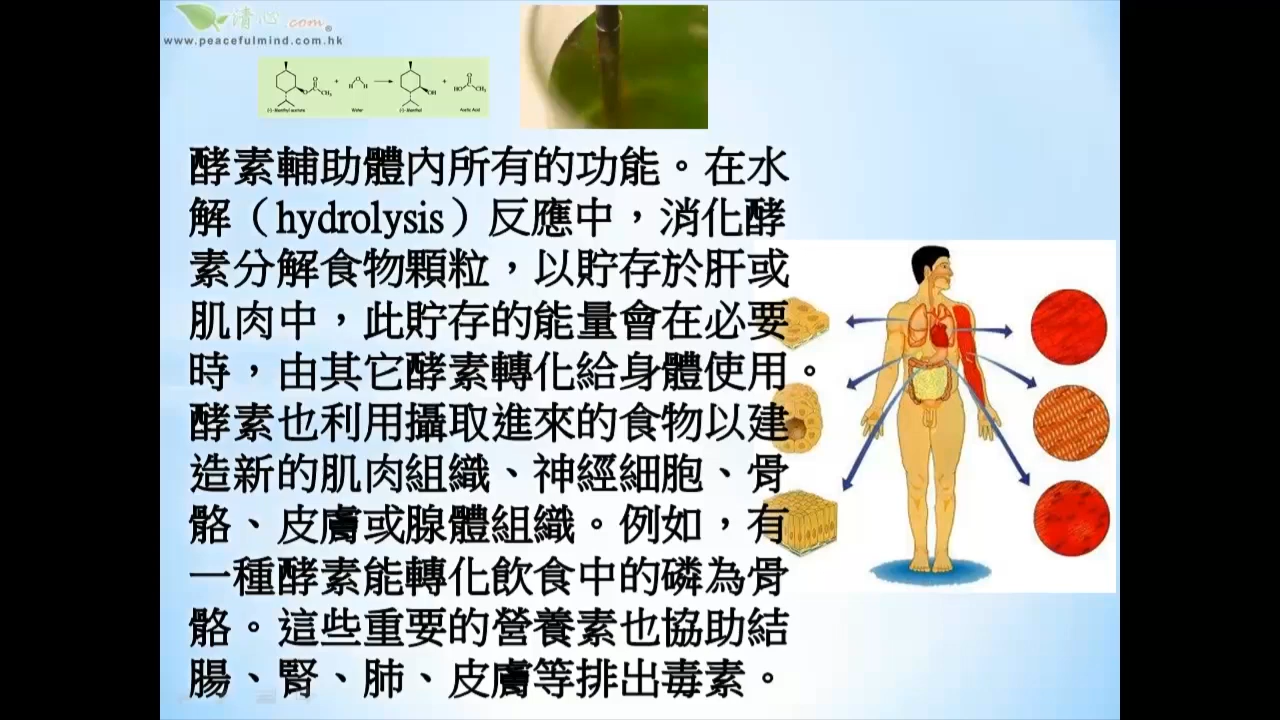 清心.com
www.peacefulmind.com.hk
Water
Acetic Acid
酵素輔助體內所有的功能。在水
解（hydrolysis）反應中，消化酵
素分解食物顆粒，以貯存於肝或
肌肉中，此貯存的能量會在必要
時，由其它酵素轉化給身體使用。
酵素也利用攝取進來的食物以建
造新的肌肉組織、神經細胞、骨
骼、皮膚或腺體組織。例如，有
一種酵素能轉化飲食中的磷為骨
骼。這些重要的營養素也協助結
腸、腎、肺、皮膚等排出毒素。